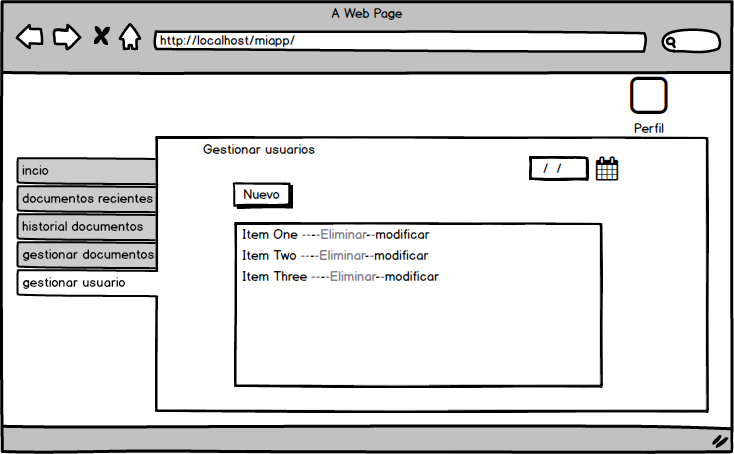 A Web Page
http://localhost/miapp/
Perfil
Gestionar usuarios
/ /
incio
documentos recientes
historial documentos
gestionar documentos
gestionar usuario
Nuevo
Item One ----Eliminar--modificar
Item Two ----Eliminar--modificar
Item Three ----Eliminar--modificar